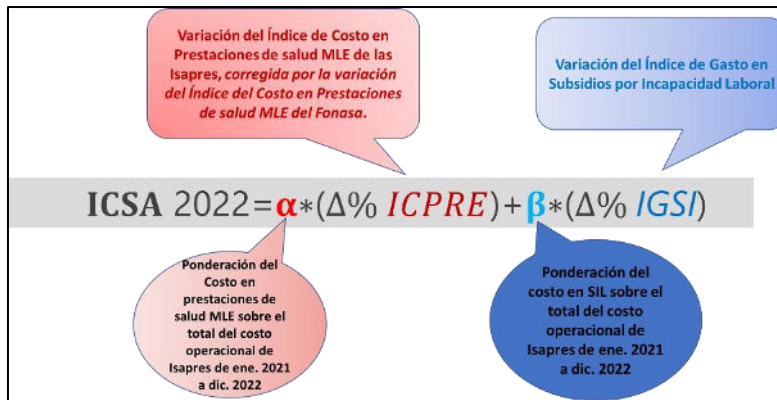 Variación del Índice de Costo en
Prestaciones de salud MLE de las
Isapres, corregida por la variación
del Índice del Costo en Prestaciones
de salud MLE del Fonasa.
Variación del Índice de Gasto en
Subsidios por Incapacidad Laboral
ICSA 2022=α*(Δ% ICPRE)+β*(Δ% IGSI)
Ponderación del
Costo en
prestaciones de
salud MLE sobre el
total del costo
operacional de
Isapres de ene. 2021
a dic. 2022
Ponderación del
costo en SIL sobre el
total del costo
operacional de
Isapres de ene. 2021
a dic. 2022